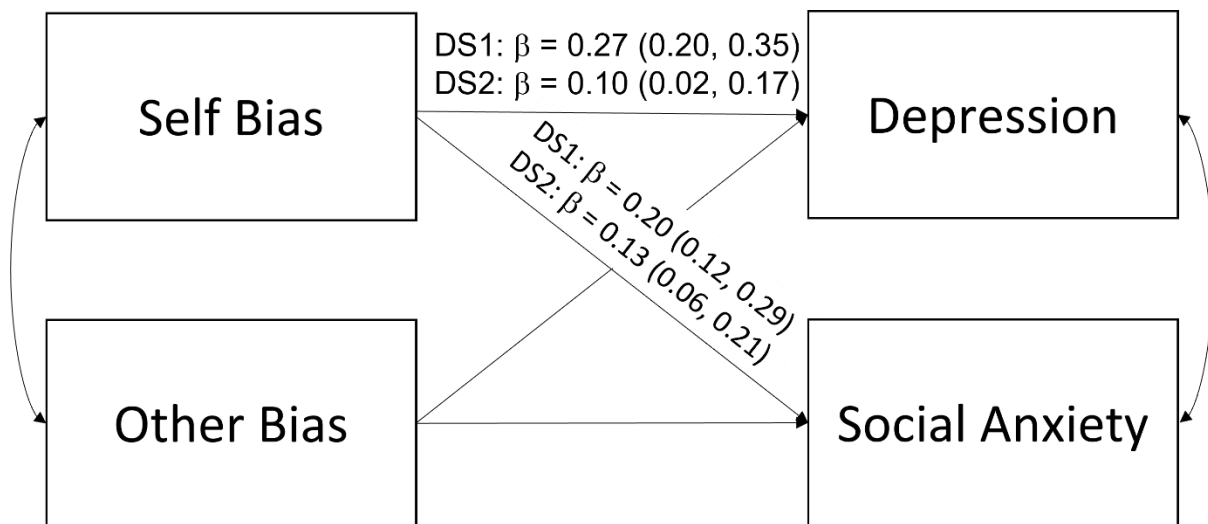 DS1: β = 0.27 (0.20, 0.35)
DS2: β = 0.10 (0.02, 0.17)
Self Bias
Depression
DS1: β = 0.20 (0.12, 0.29)
DS2: β = 0.13 (0.06, 0.21)
Other Bias
Social Anxiety